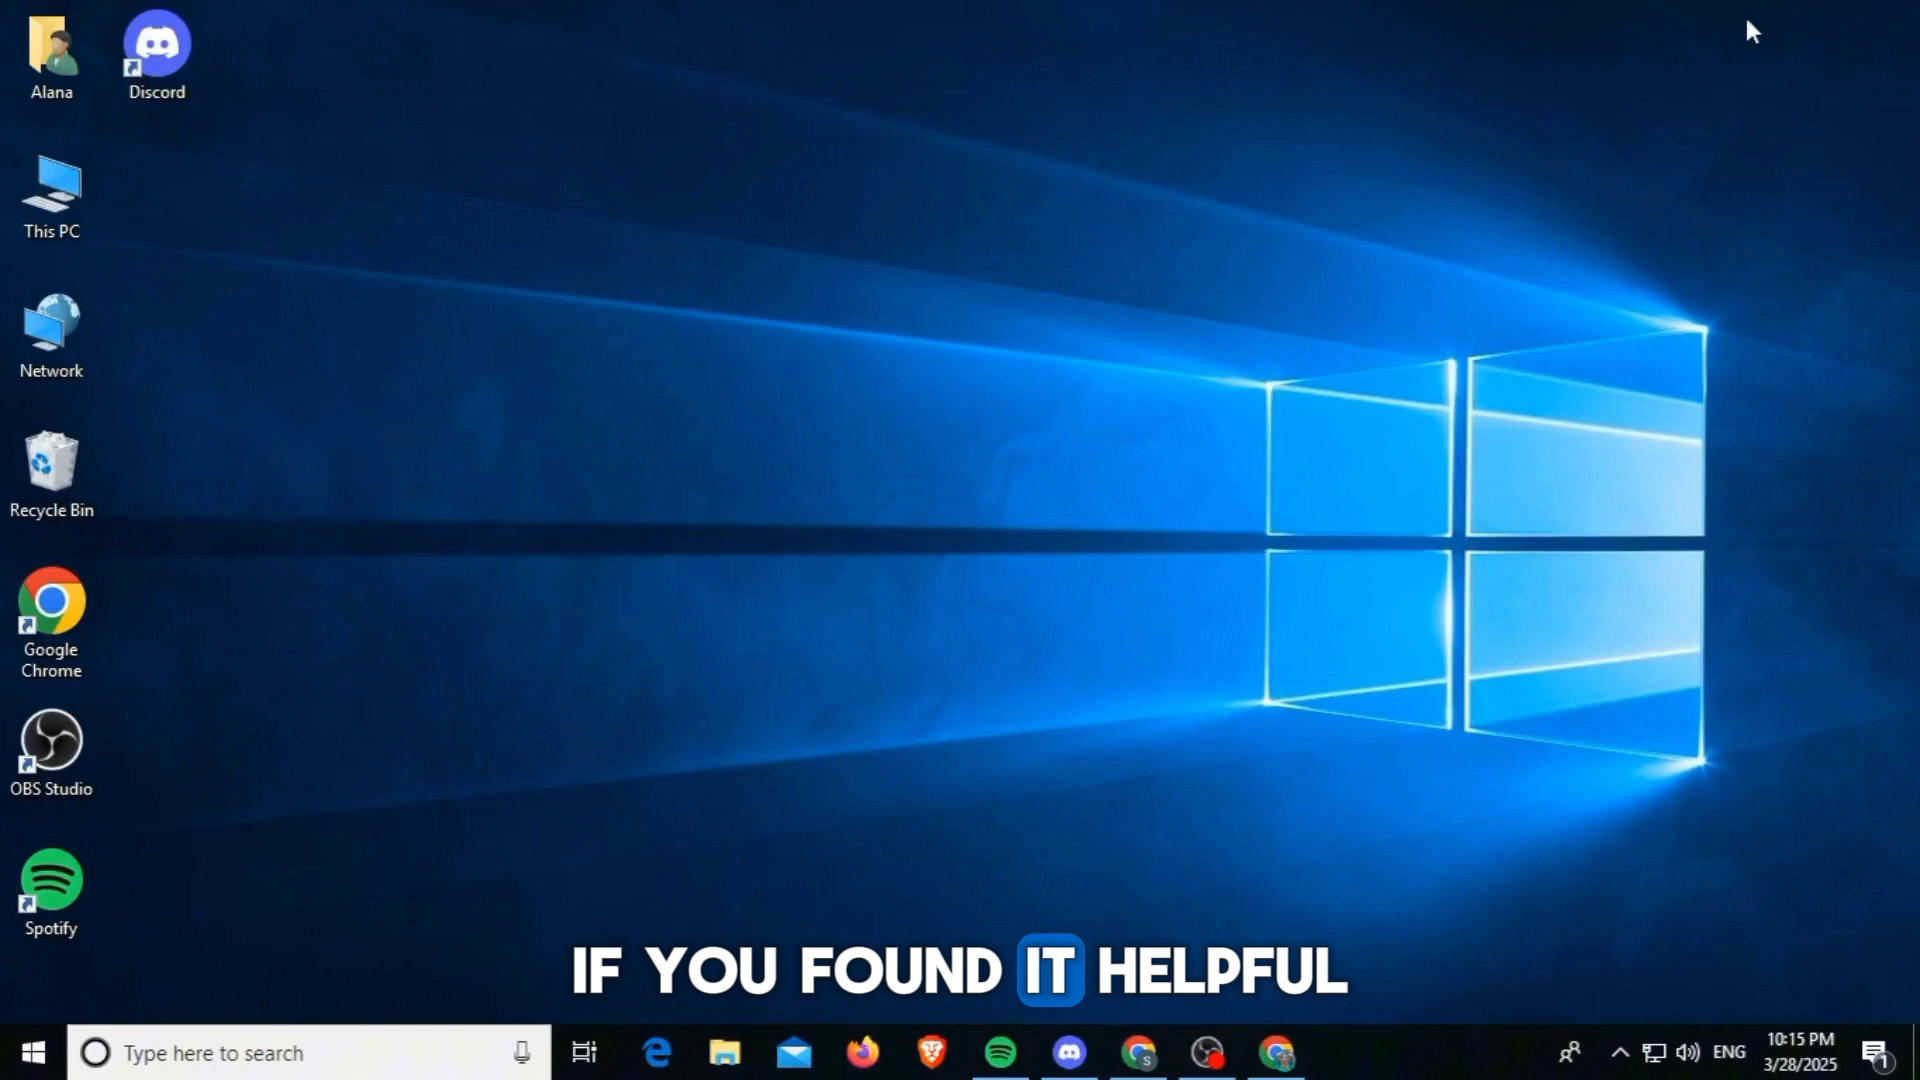 Alana
Discord
This PC
Network
Recycle Bin
Google
Chrome
OBS Studio
Spotify
IF YOU FOUND IT HELPFUL
Type here to search
S
ENG
10:15 PM
3/28/2025
1